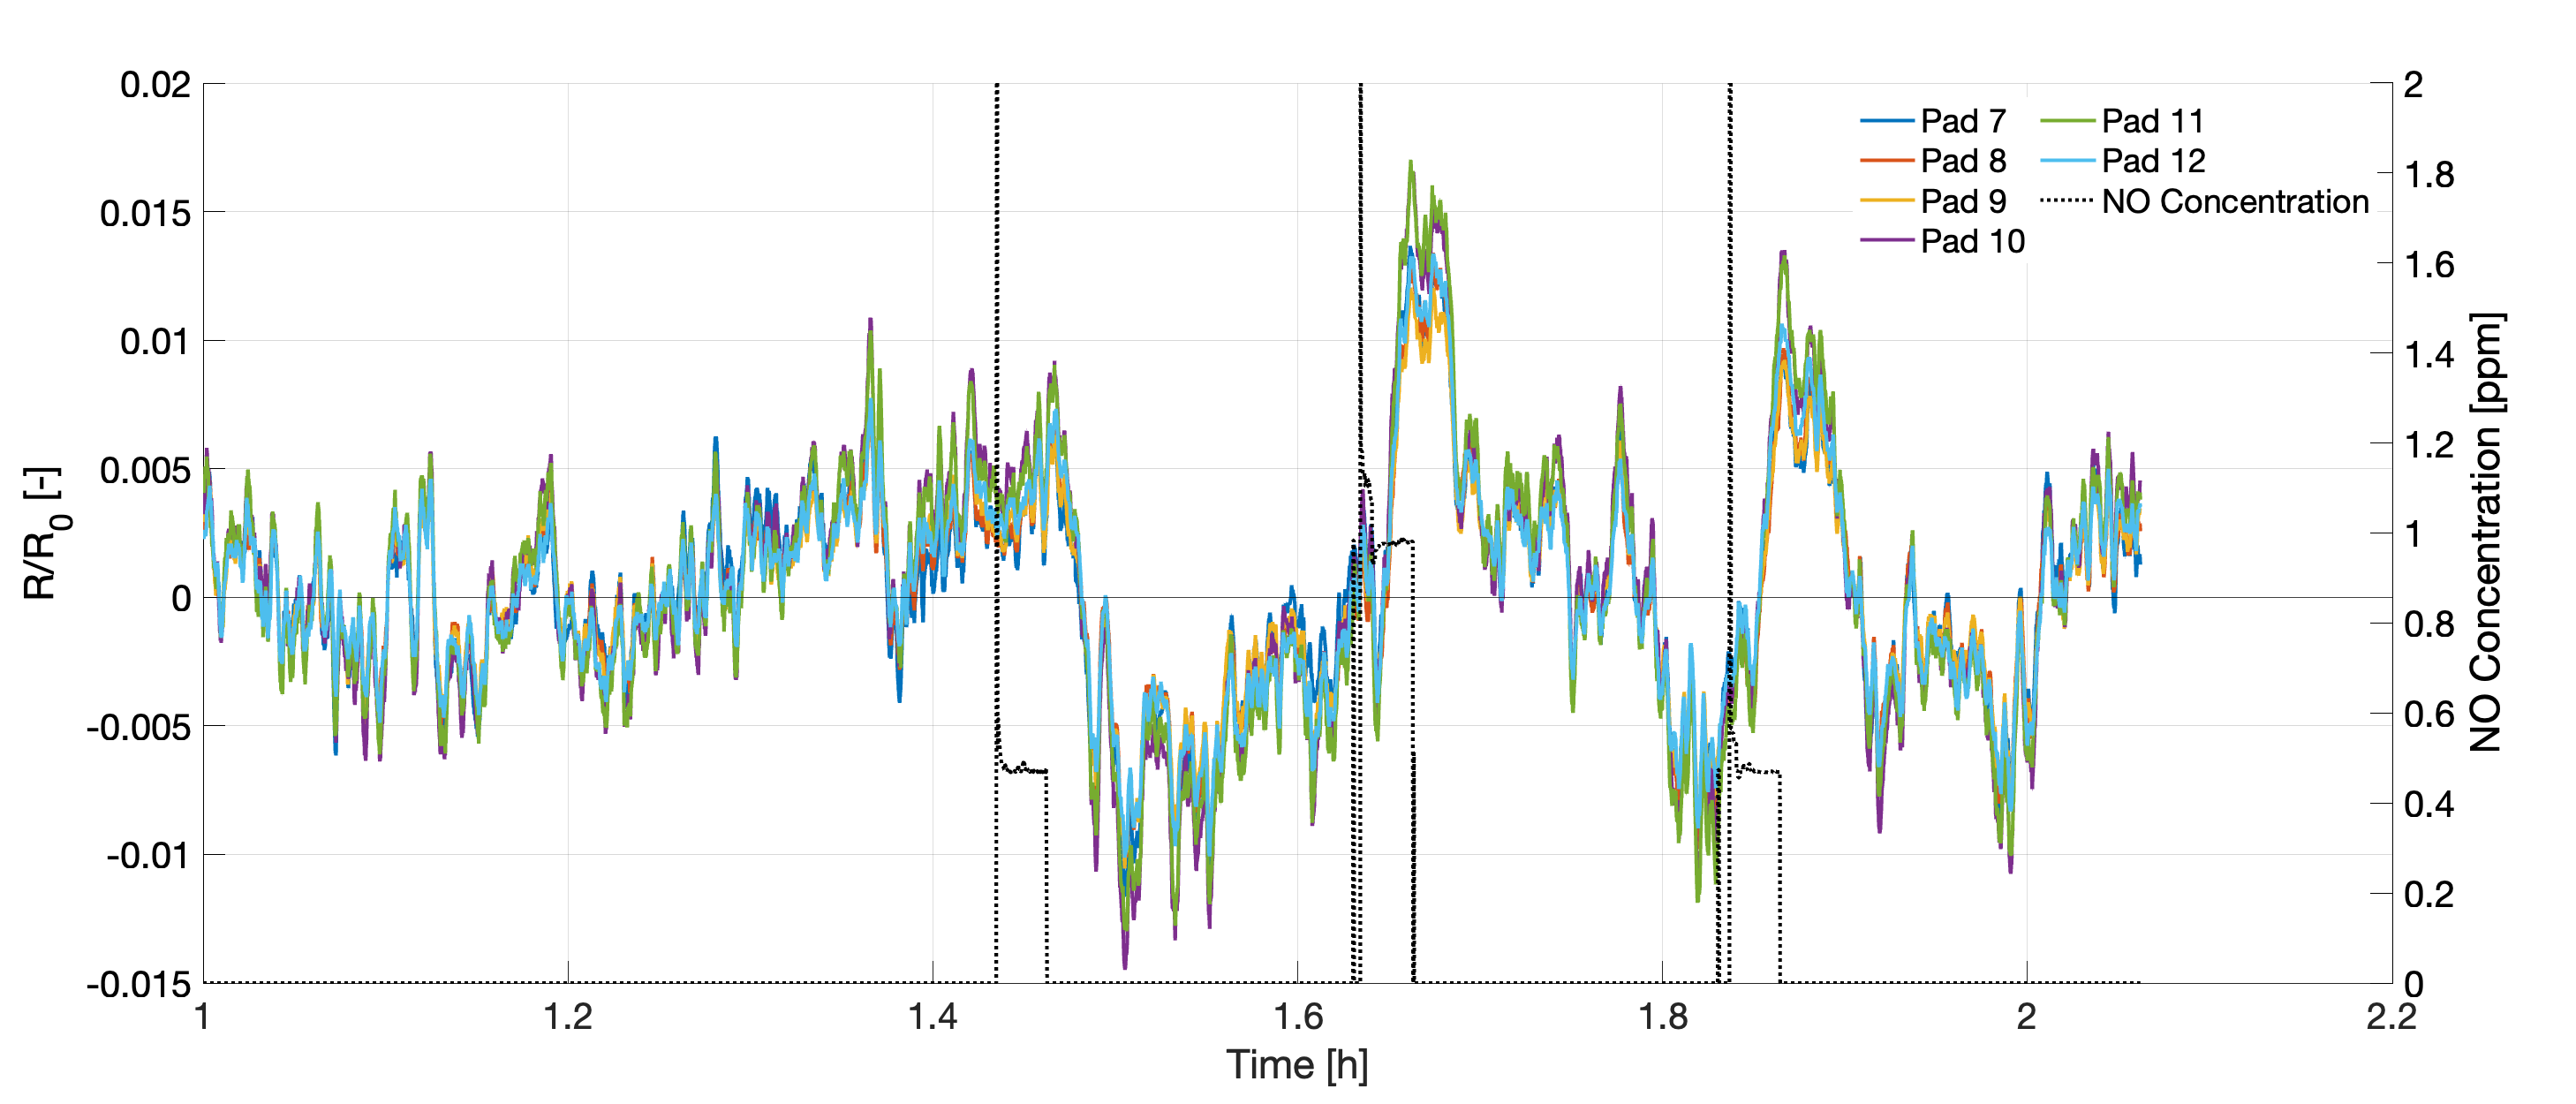 0.02
0.015
0.01
0.005
0
-0.005
-0.01
-0.015
R/R0 [-]
1
1.2
1.4
1.6
1.8
2
2.2
Time [h]
2
1.8
1.6
1.4
1.2
1
0.8
0.6
0.4
0.2
0
NO Concentration [ppm]
Pad 7
Pad 8
Pad 9
Pad 10
Pad 11
Pad 12
NO Concentration